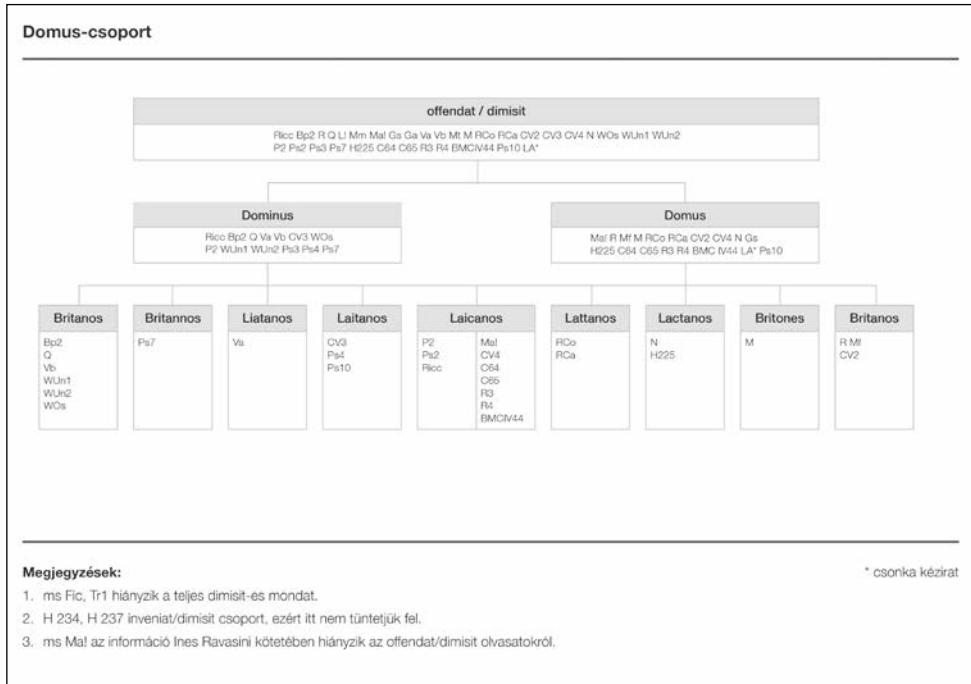 Domus-csoport
offendat / dimisit
Ricc Bp2 R Q L! Mm Mal Gs Ga Va Vb Mt M RCo RCa CV2 CV3 CV4 N WOs WUn1 WUn2
P2 Ps2 Ps3 Ps7 H225 C64 C65 R3 R4 BMCIV44 Ps10 LA*
Dominus
Ricc Bp2 Q Va Vb CV3 WOs
P2 WUn1 WUn2 Ps3 Ps4 Ps7
Domus
Ma! R Mf M RCo RCa CV2 CV4 N Gs
H225 C64 C65 R3 R4 BMC IV44 LA* Ps10
Britanos
Bp2
Q
Vb
WUn1
WUn2
WOs
Britannos
Ps7
Liatanos
Va
Laitanos
CV3
Ps4
Ps10
Laicanos
P2
Ps2
Ricc
Ma!
CV4
C64
C65
R3
R4
BMCIV44
Lattanos
RCo
RCa
Lactanos
N
H225
Britones
M
Britanos
R Mf
CV2
Megjegyzések:
* csonka kézirat
1. ms Fic, Tr1 hiányzik a teljes dimisit-es mondat.
2. H 234, H 237 inveniat/dimisit csoport, ezért itt nem tüntetjük fel.
3. ms Ma! az információ Ines Ravasini kötetében hiányzik az offendat/dimisit olvasatokról.